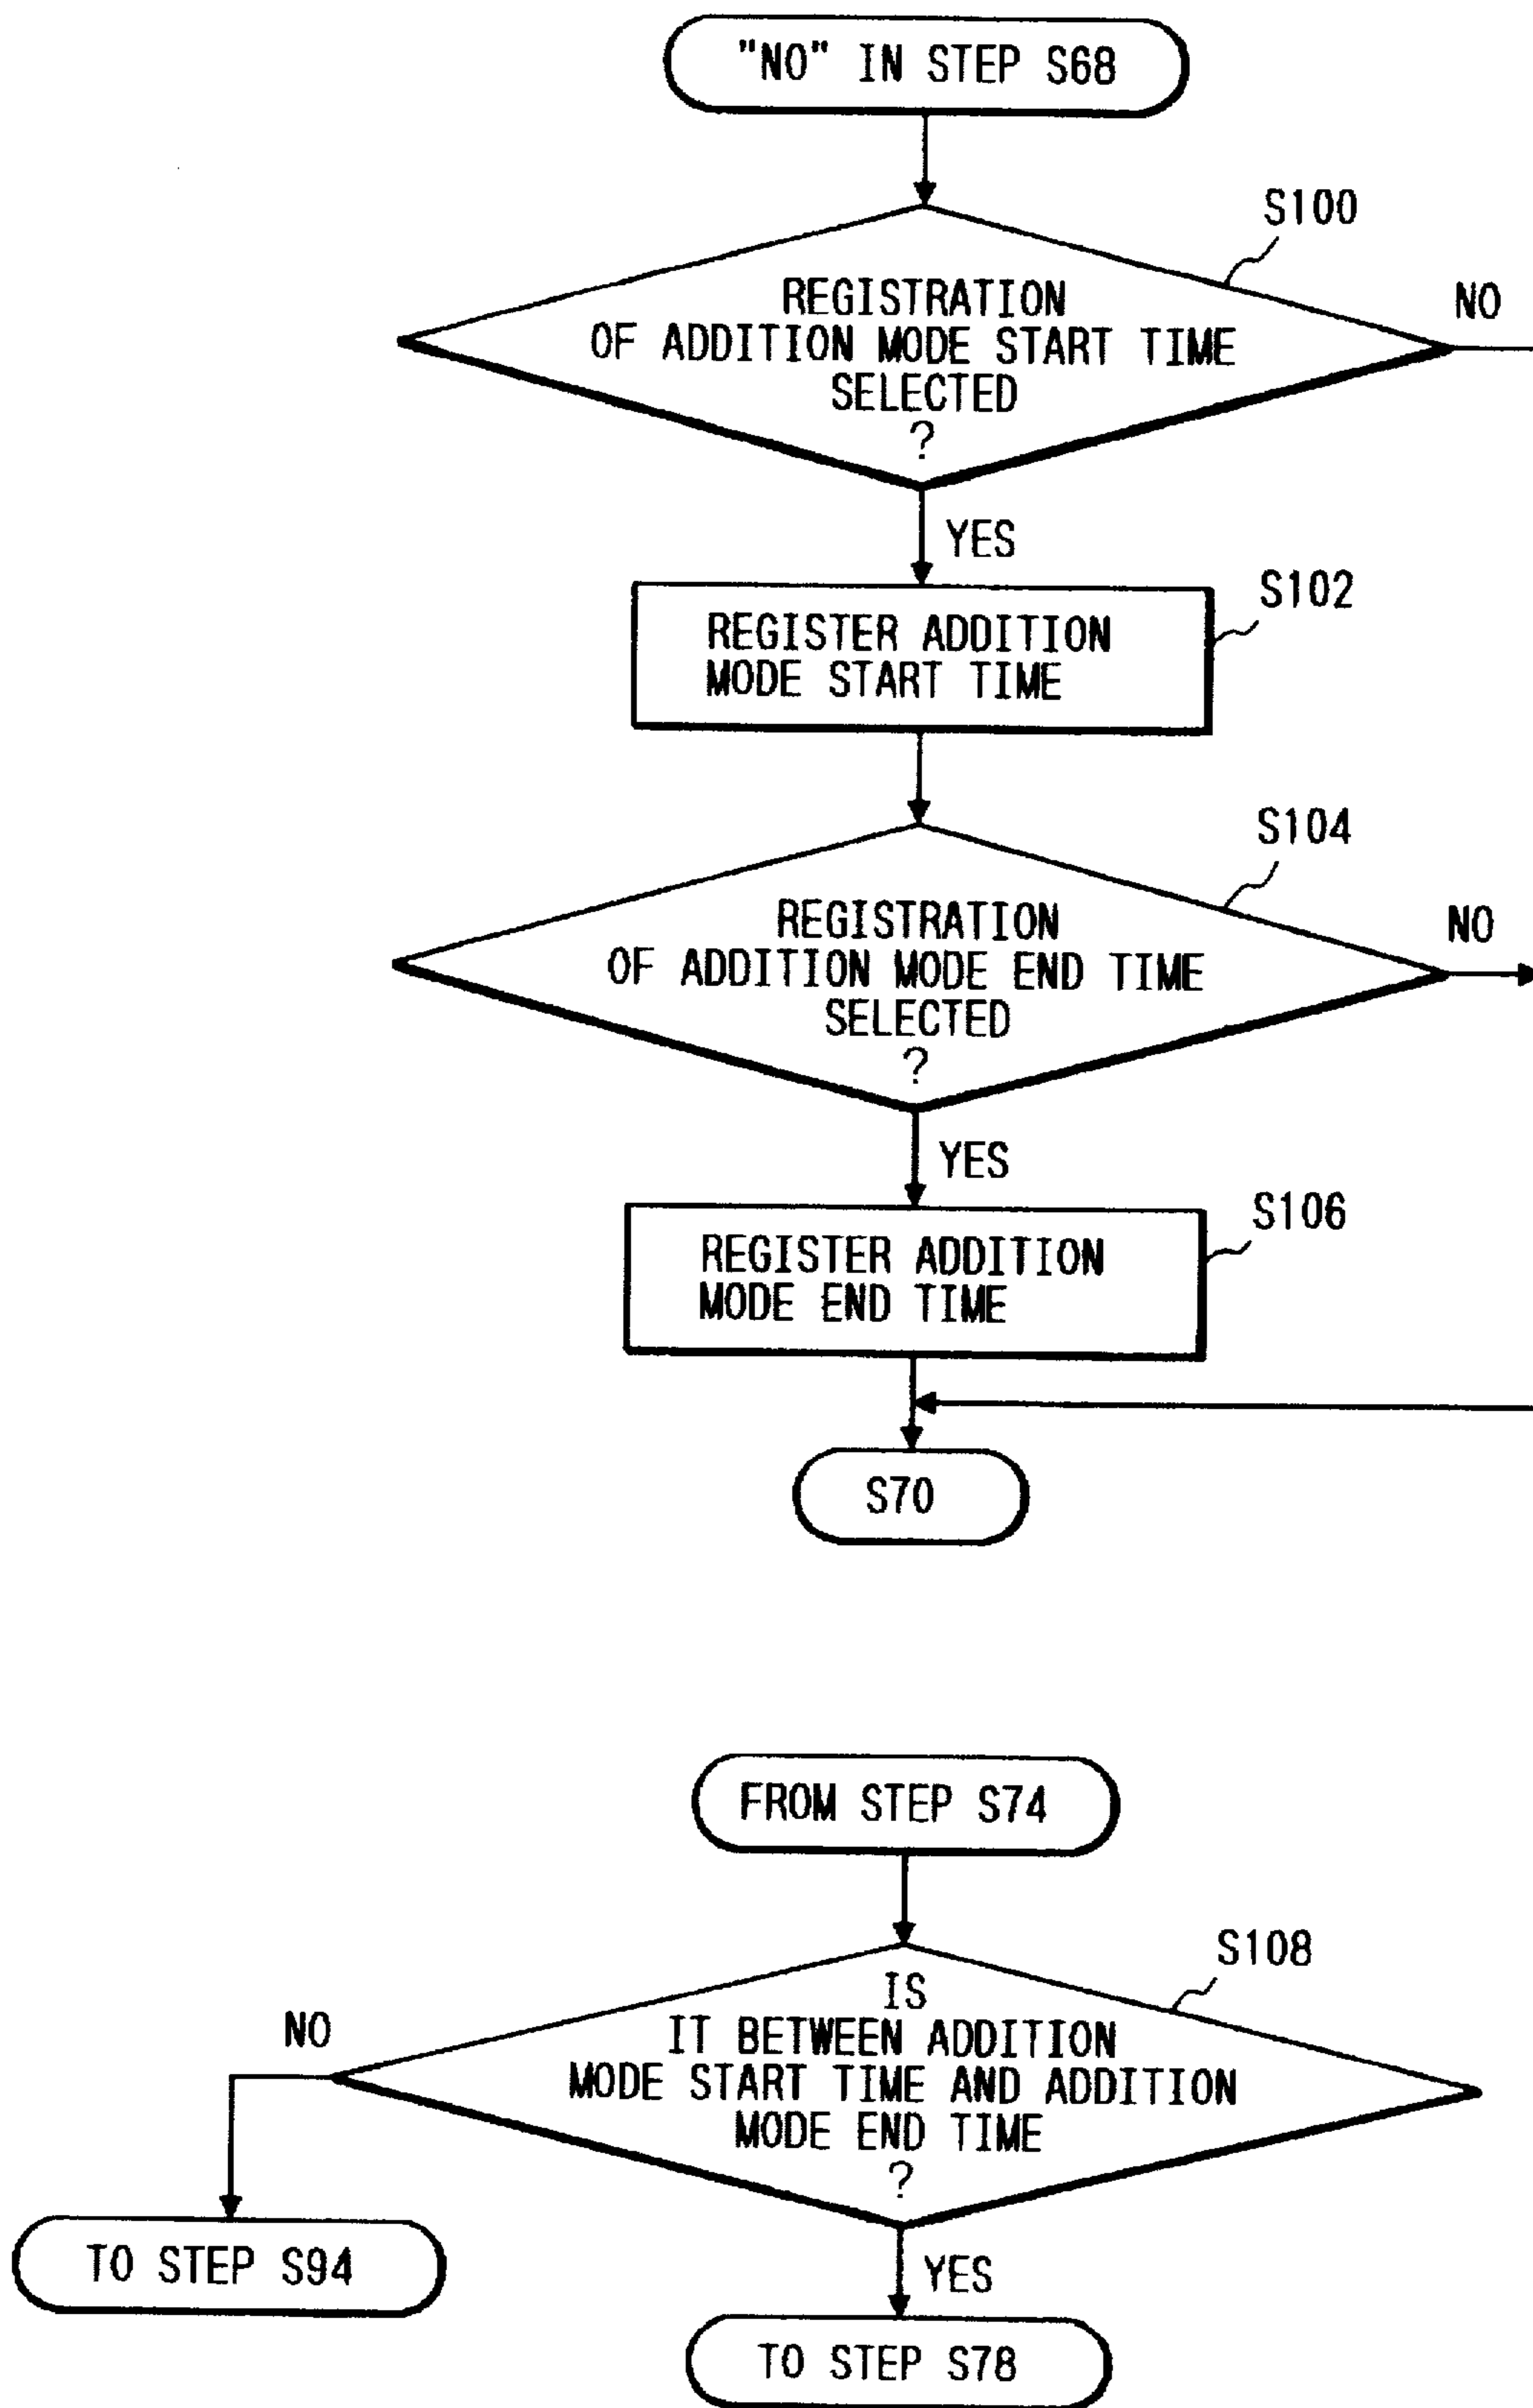 "NO" IN STEP S68
S100
REGISTRATION
OF ADDITION MODE START TIME
SELECTED
?
NO
YES
S102
REGISTER ADDITION
MODE START TIME
S104
REGISTRATION
OF ADDITION MODE END TIME
SELECTED
?
NO
YES
S106
REGISTER ADDITION
MODE END TIME
S70
FROM STEP S74
S108
IS
IT BETWEEN ADDITION
MODE START TIME AND ADDITION
MODE END TIME
?
NO
TO STEP S94
YES
TO STEP S78